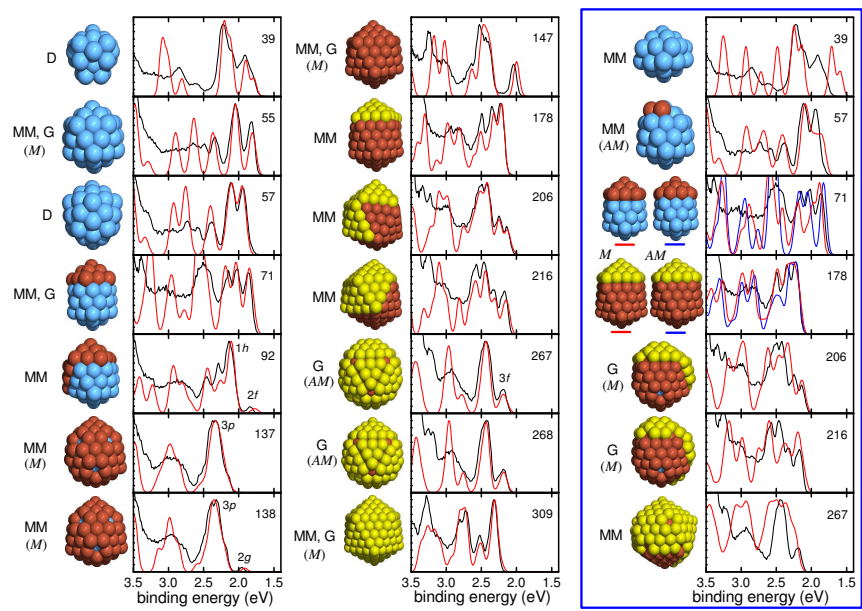 D
39
MM, G
(M)
55
D
57
MM, G
71
MM
92
1h
2f
MM
(M)
137
3p
MM
(M)
138
3p
2g
3.5 3.0 2.5 2.0 1.5
binding energy (eV)
MM, G
(M)
147
MM
178
MM
206
MM
216
G
(AM)
267
3f
G
(AM)
268
MM, G
(M)
309
3.5 3.0 2.5 2.0 1.5
binding energy (eV)
MM
39
MM
(AM)
57
71
M AM
178
G
(M)
206
G
(M)
216
MM
267
3.5 3.0 2.5 2.0 1.5
binding energy (eV)